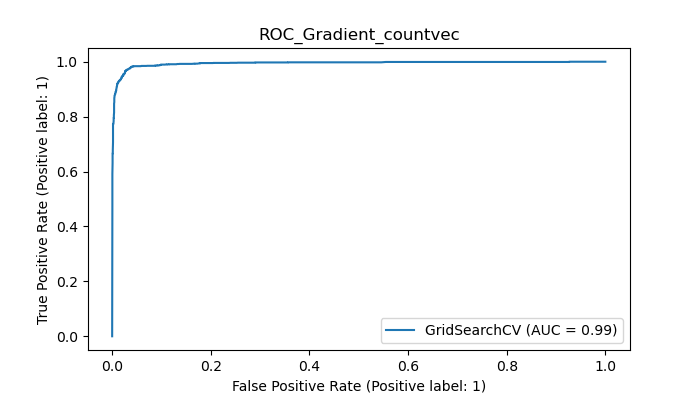 ROC_Gradient_countvec
1.0
0.8
0.6
0.4
0.2
0.0
True Positive Rate (Positive label: 1)
GridSearchCV (AUC = 0.99)
0.0 0.2 0.4 0.6 0.8 1.0
False Positive Rate (Positive label: 1)